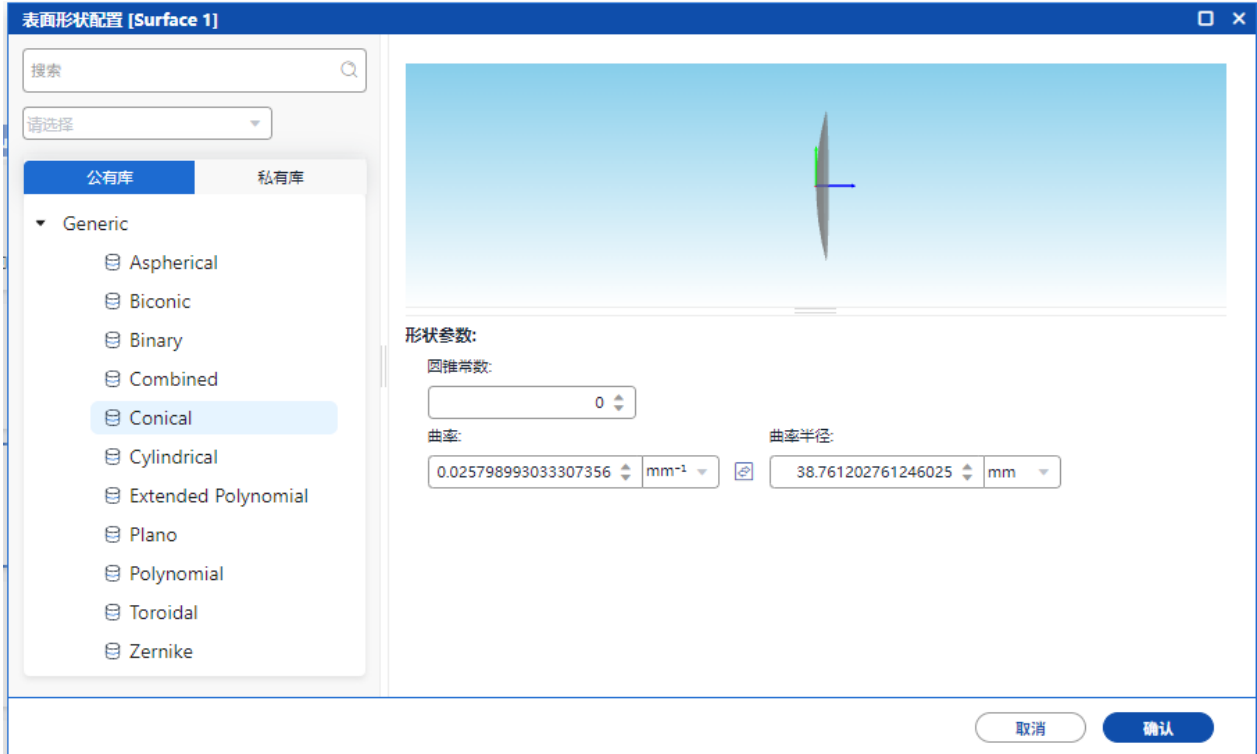 表面形状配置 [Surface 1]
搜索
请选择
公有库 私有库
Generic
Aspherical
Biconic
Binary
Combined
Conical
Cylindrical
Extended Polynomial
Plano
Polynomial
Toroidal
Zernike
形状参数:
圆锥常数:
0
曲率: 曲率半径:
0.025798993033307356 mm⁻¹ 38.761202761246025 mm
取消 确认